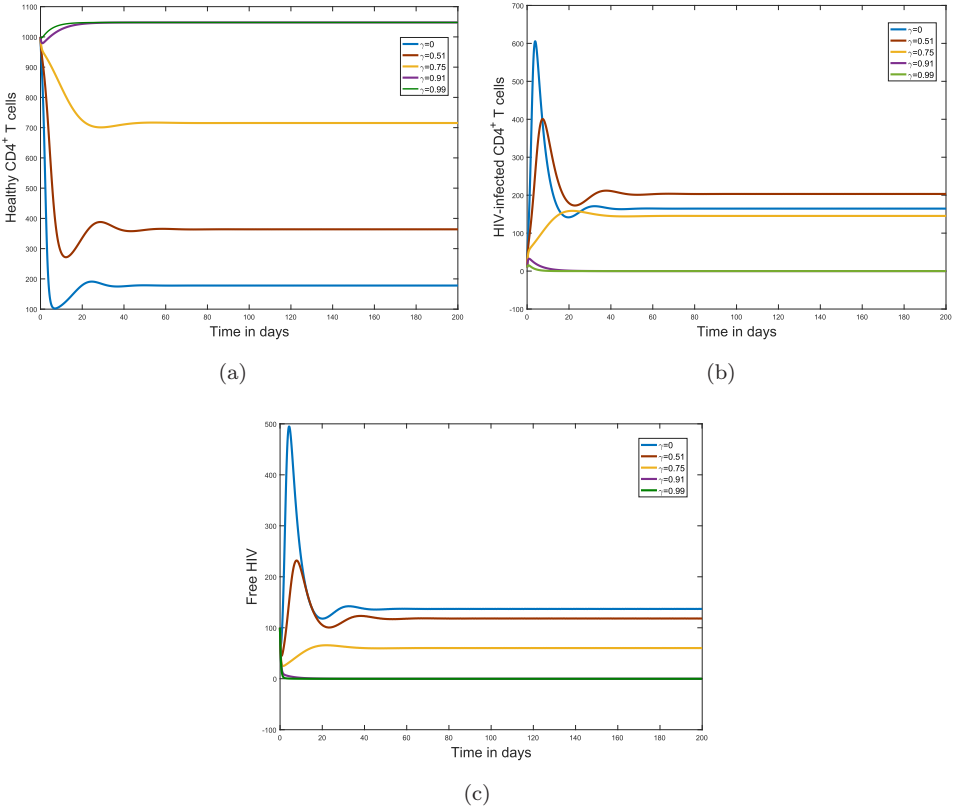 Healthy CD4+ T cells
1100
1000
900
800
700
600
500
400
300
200
100
0 20 40 60 80 100 120 140 160 180 200
Time in days
γ=0
γ=0.51
γ=0.75
γ=0.91
γ=0.99
(a)
HIV-infected CD4+ T cells
700
600
500
400
300
200
100
0
-100
0 20 40 60 80 100 120 140 160 180 200
Time in days
γ=0
γ=0.51
γ=0.75
γ=0.91
γ=0.99
(b)
Free HIV
500
400
300
200
100
0
-100
0 20 40 60 80 100 120 140 160 180 200
Time in days
γ=0
γ=0.51
γ=0.75
γ=0.91
γ=0.99
(c)